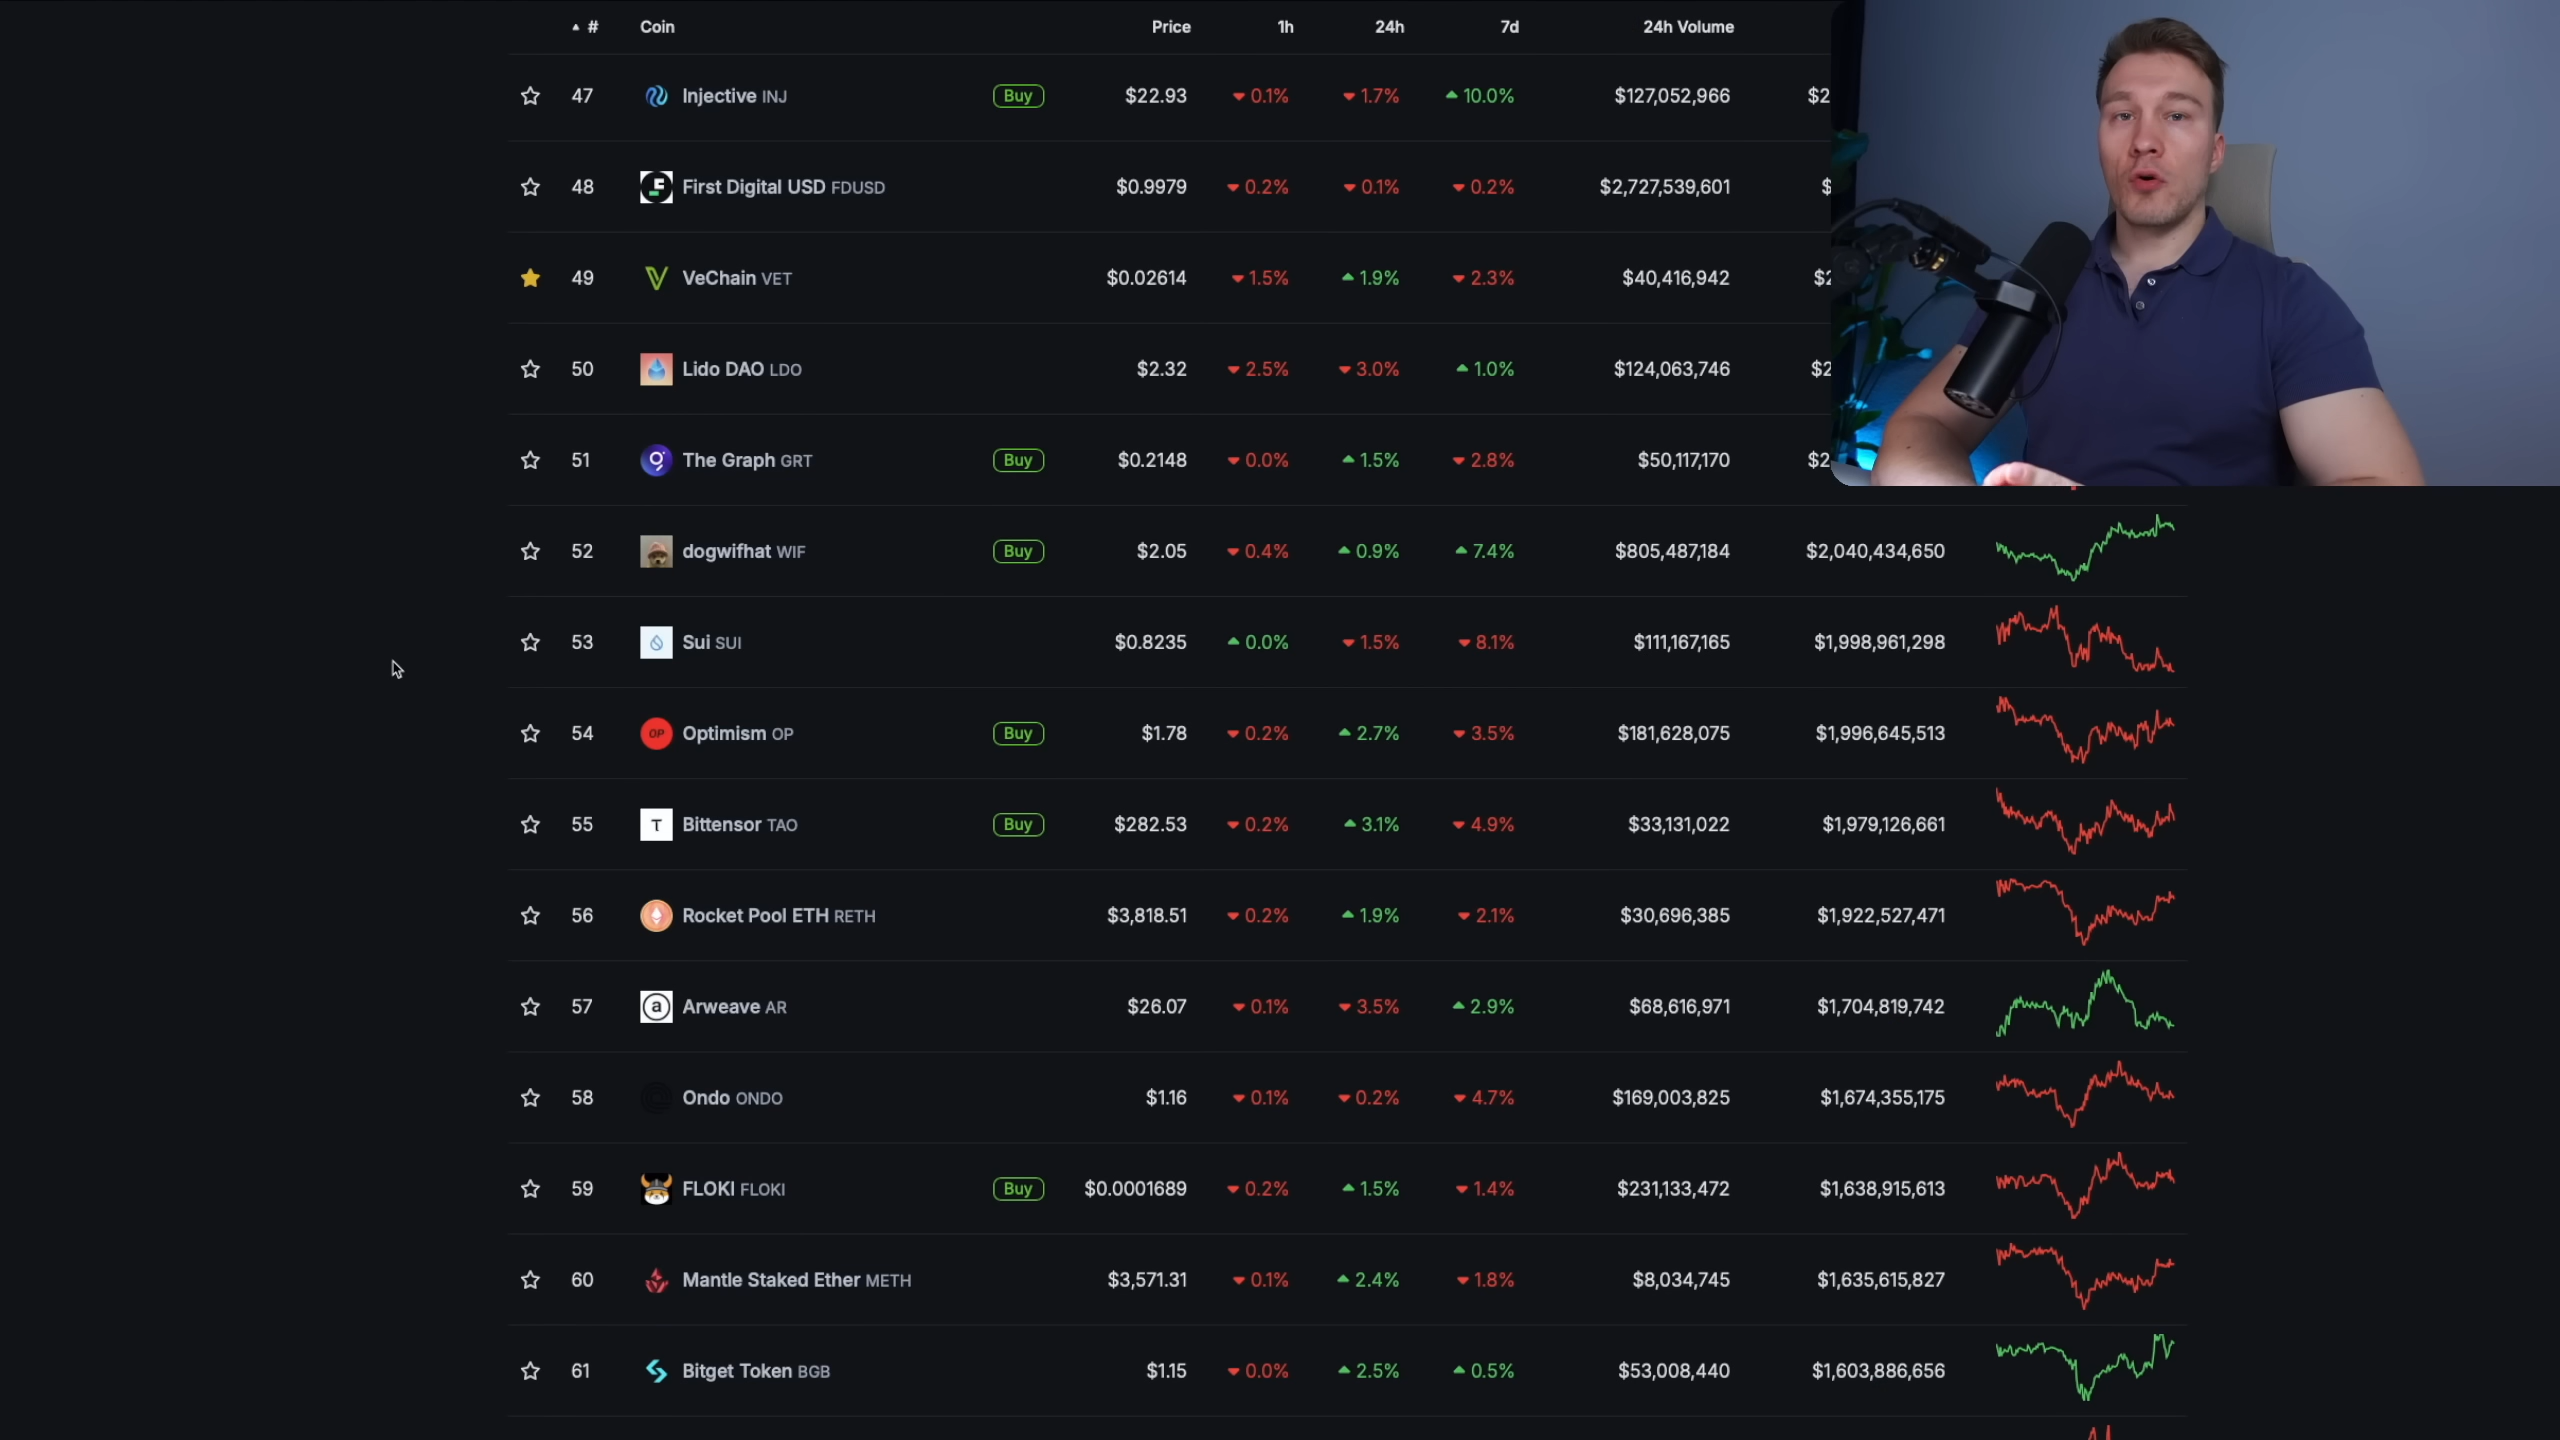 # Coin Price 1h 24h 7d 24h Volume
47 Injective INJ Buy $22.93 0.1% 1.7% 10.0% $127,052,966 $2
48 First Digital USD FDUSD $0.9979 0.2% 0.1% 0.2% $2,727,539,601 $
49 VeChain VET $0.02614 1.5% 1.9% 2.3% $40,416,942 $2
50 Lido DAO LDO $2.32 2.5% 3.0% 1.0% $124,063,746 $2
51 The Graph GRT Buy $0.2148 0.0% 1.5% 2.8% $50,117,170 $2
52 dogwifhat WIF Buy $2.05 0.4% 0.9% 7.4% $805,487,184 $2,040,434,650
53 Sui SUI $0.8235 0.0% 1.5% 8.1% $111,167,165 $1,998,961,298
54 OP Optimism OP Buy $1.78 0.2% 2.7% 3.5% $181,628,075 $1,996,645,513
55 T Bittensor TAO Buy $282.53 0.2% 3.1% 4.9% $33,131,022 $1,979,126,661
56 Rocket Pool ETH RETH $3,818.51 0.2% 1.9% 2.1% $30,696,385 $1,922,527,471
57 a Arweave AR $26.07 0.1% 3.5% 2.9% $68,616,971 $1,704,819,742
58 Ondo ONDO $1.16 0.1% 0.2% 4.7% $169,003,825 $1,674,355,175
59 FLOKI FLOKI Buy $0.0001689 0.2% 1.5% 1.4% $231,133,472 $1,638,915,613
60 Mantle Staked Ether METH $3,571.31 0.1% 2.4% 1.8% $8,034,745 $1,635,615,827
61 Bitget Token BGB $1.15 0.0% 2.5% 0.5% $53,008,440 $1,603,886,656